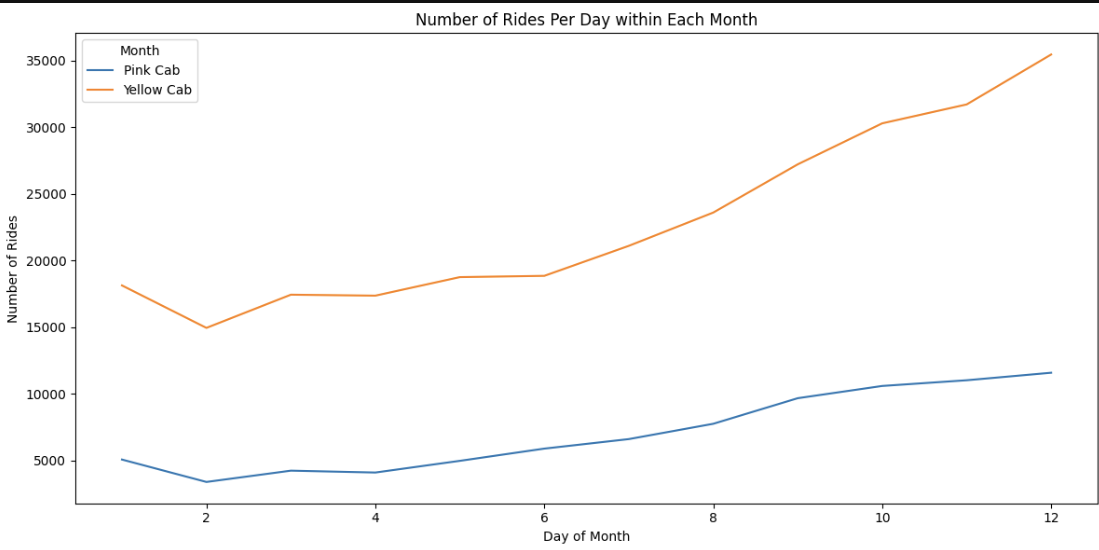 Number of Rides Per Day within Each Month
Month
Pink Cab
Yellow Cab
35000
30000
25000
20000
15000
10000
5000
Number of Rides
2 4 6 8 10 12
Day of Month